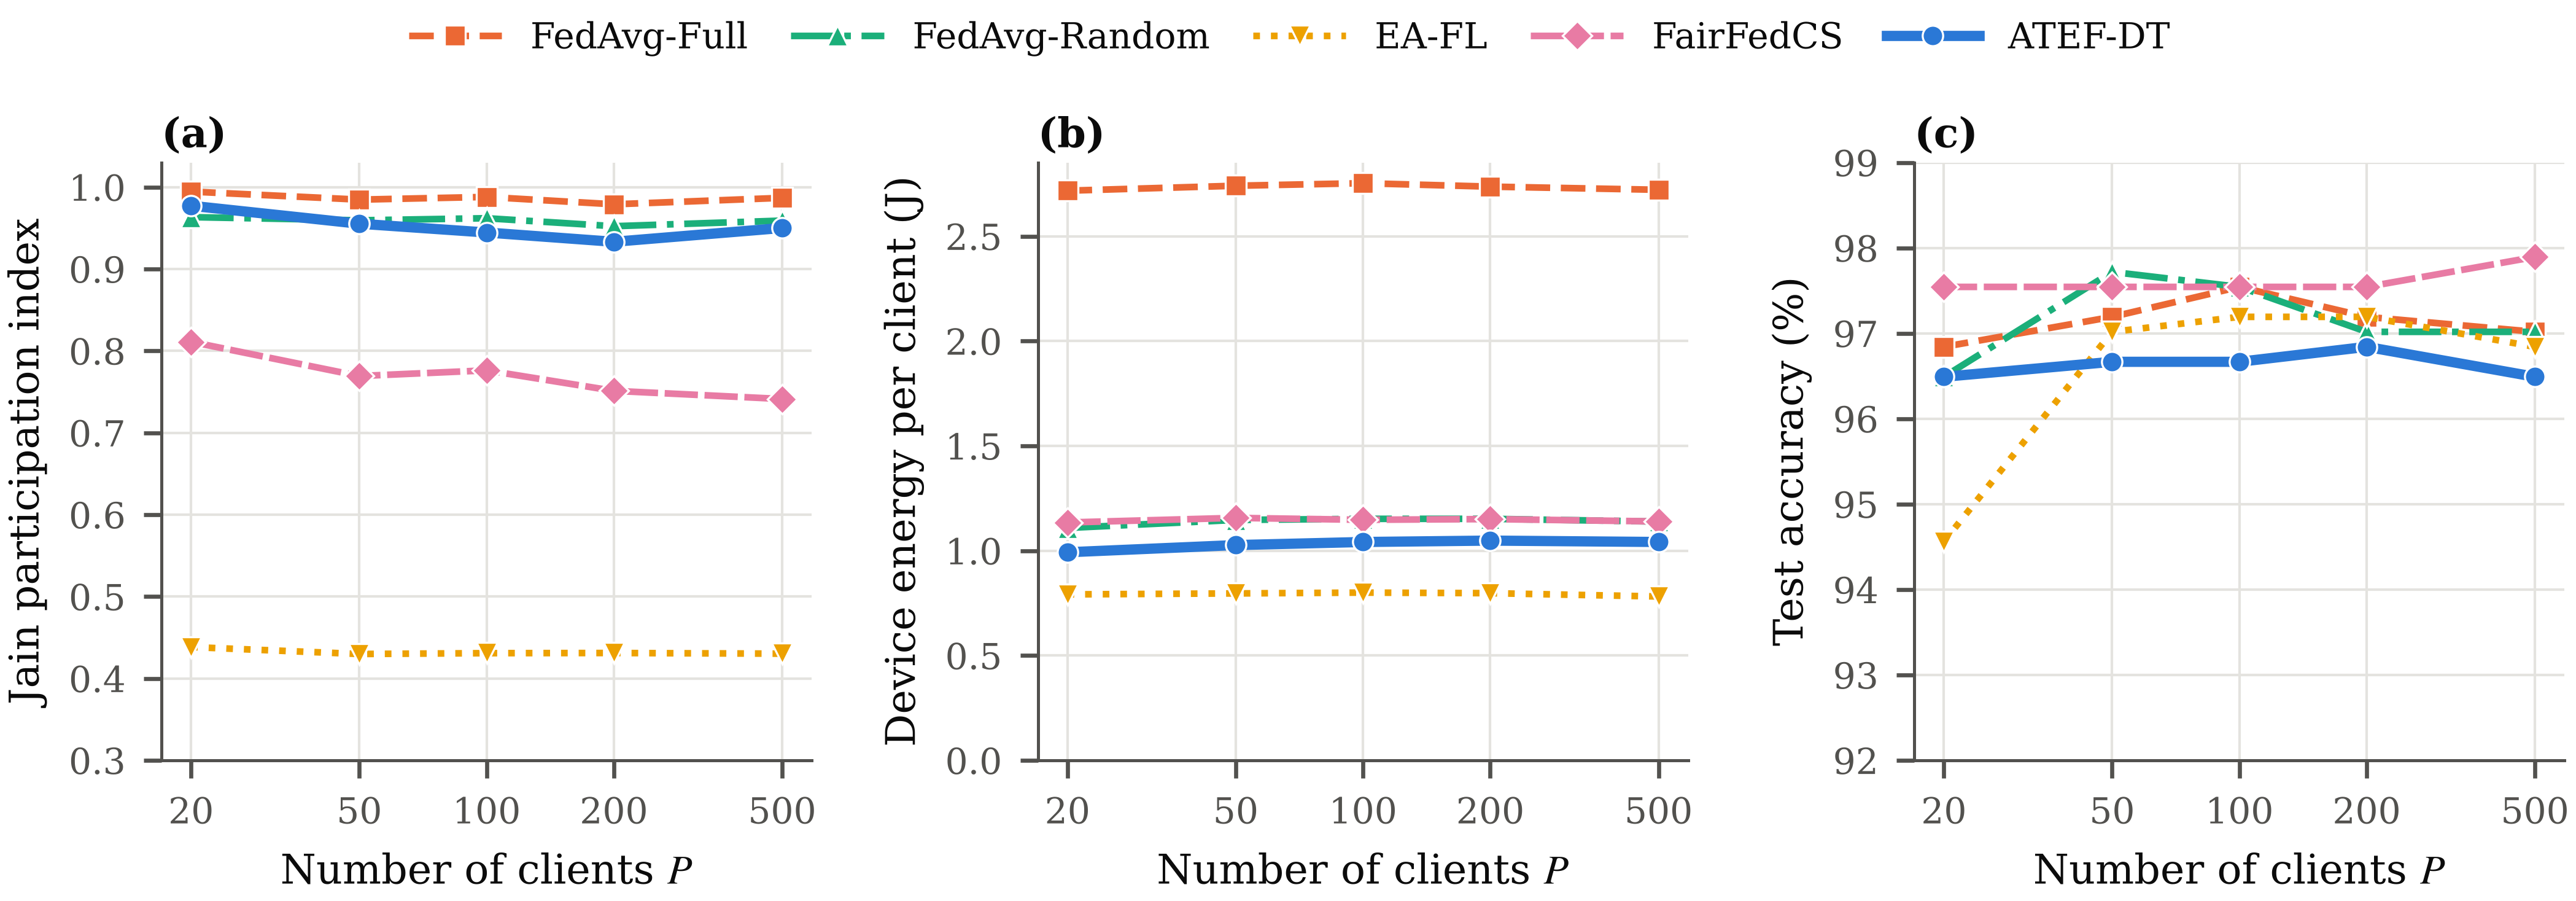 FedAvg-Full FedAvg-Random EA-FL FairFedCS ATEF-DT
(a)
Jain participation index
1.0
0.9
0.8
0.7
0.6
0.5
0.4
0.3
20 50 100 200 500
Number of clients P
(b)
Device energy per client (J)
2.5
2.0
1.5
1.0
0.5
0.0
20 50 100 200 500
Number of clients P
(c)
Test accuracy (%)
99
98
97
96
95
94
93
92
20 50 100 200 500
Number of clients P